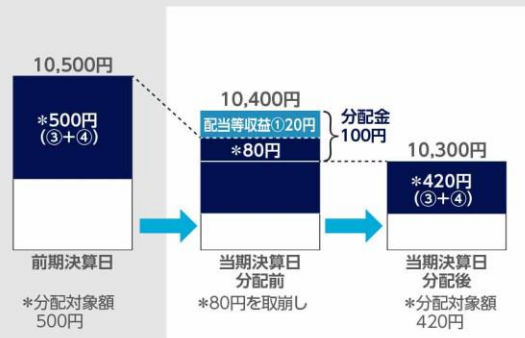 10,500円
*500円
(③+④)
前期決算日
*分配対象額
500円
10,400円
配当等収益①20円
*80円
分配金
100円
当期決算日
分配前
*80円を取崩し
10,300円
*420円
(③+④)
当期決算日
分配後
*分配対象額
420円